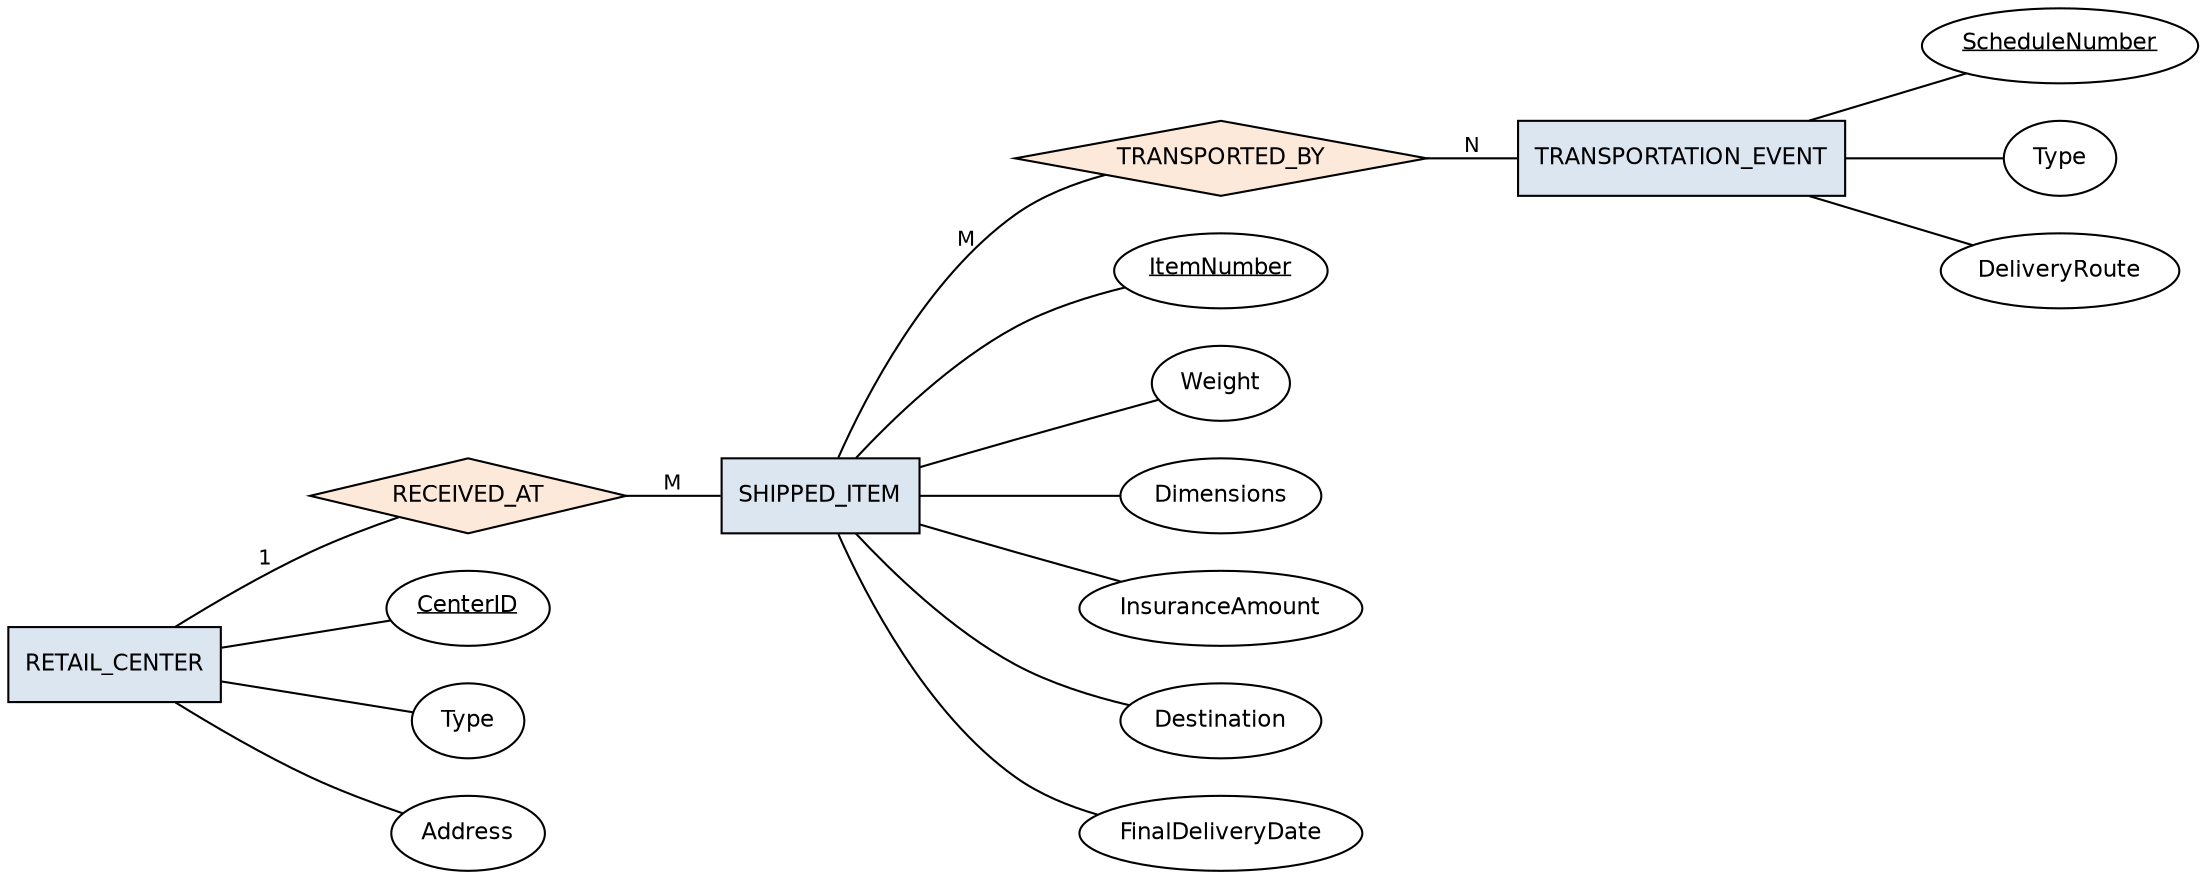 ScheduleNumber
TRANSPORTED_BY
N
TRANSPORTATION_EVENT
Type
M
ItemNumber
DeliveryRoute
Weight
RECEIVED_AT
M
SHIPPED_ITEM
Dimensions
1
CenterID
InsuranceAmount
RETAIL_CENTER
Type
Destination
Address
FinalDeliveryDate